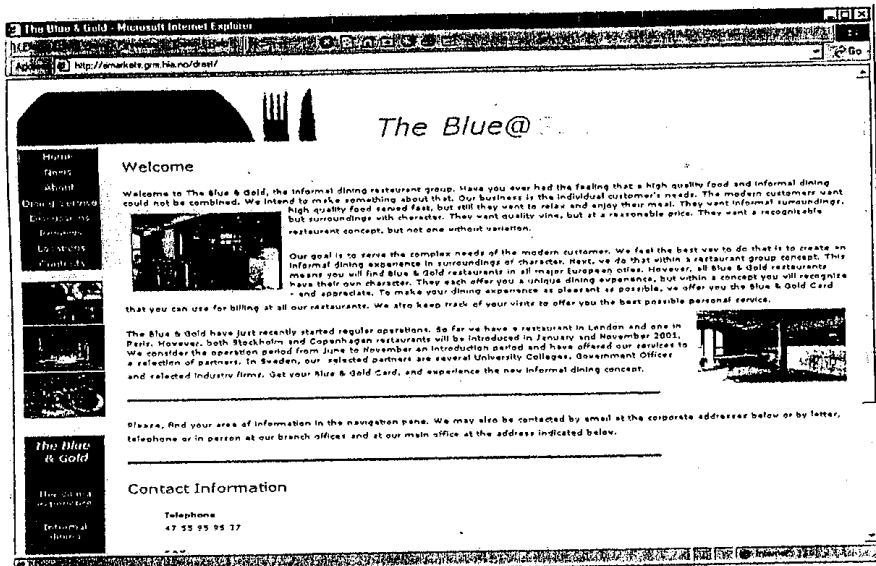 The Blue & Gold - Microsoft Internet Explorer
http://emarkets.grm.hia.no/drest/
Go
The Blue@
Home
News
About
Dining Service
Reviews
Locations
Contacts
The Blue
& Gold
Informal
dining
Welcome
Welcome to The Blue & Gold, the informal dining restaurant group. Have you ever had the feeling that a high quality food and informal dining
could not be combined. We intend to make something about that. Our business is the individual customer's needs. The modern customers want
high quality food served fast, but still they want to relax and enjoy their meal. They want informal surroundings,
but surroundings with character. They want quality wine, but at a reasonable price. They want a recognizable
restaurant concept, but not one without variation.
Our goal is to serve the complex needs of the modern customer. We feel the best way to do that is to create an
informal dining experience in surroundings of character. Next, we do that within a restaurant group concept. This
means you will find Blue & Gold restaurants in all major European cities. However, all Blue & Gold restaurants
have their own character. They each offer you a unique dining experience, but within a concept you will recognize
- and appreciate. To make your dining experience as pleasant as possible, we offer you the Blue & Gold Card
that you can use for billing at all our restaurants. We also keep track of your visits to offer you the best possible personal service.
The Blue & Gold have just recently started regular operations. So far we have a restaurant in London and one in
Paris. However, both Stockholm and Copenhagen restaurants will be introduced in January and November 2001.
We consider the operation period from June to November an introduction period and have offered our services to
a selection of partners. In Sweden, our selected partners are several University Colleges, Government Offices
and selected industry firms. Get your Blue & Gold Card, and experience the new informal dining concept.
Please, find your area of information in the navigation pane. We may also be contacted by email at the corporate addresses below or by letter,
telephone or in person at our branch offices and at our main office at the address indicated below.
Contact Information
Telephone
47 55 95 95 17